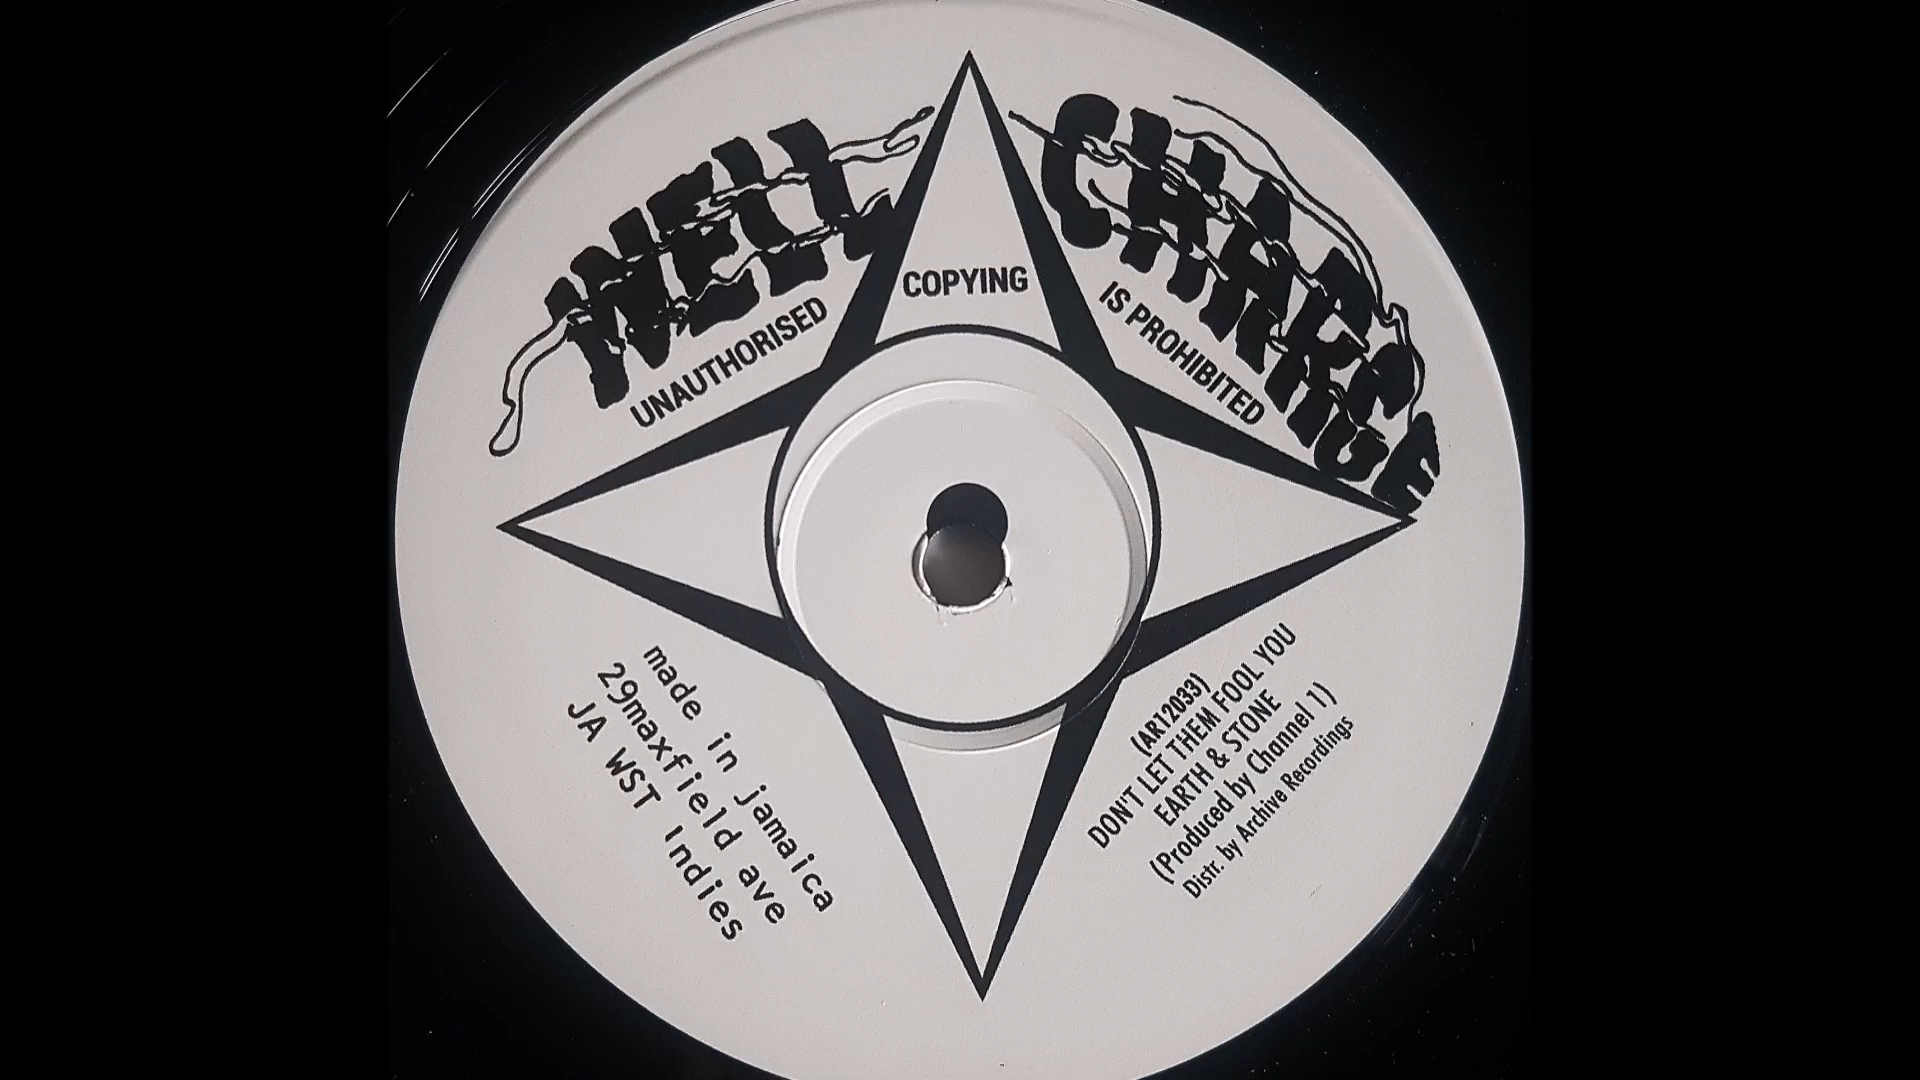 WELL CHARGE
UNAUTHORISED COPYING IS PROHIBITED
made in jamaica
29maxfield ave
JA WST Indies
(AR12033)
DON'T LET THEM FOOL YOU
EARTH & STONE
(Produced by Channel 1)
Distr. by Archive Recordings